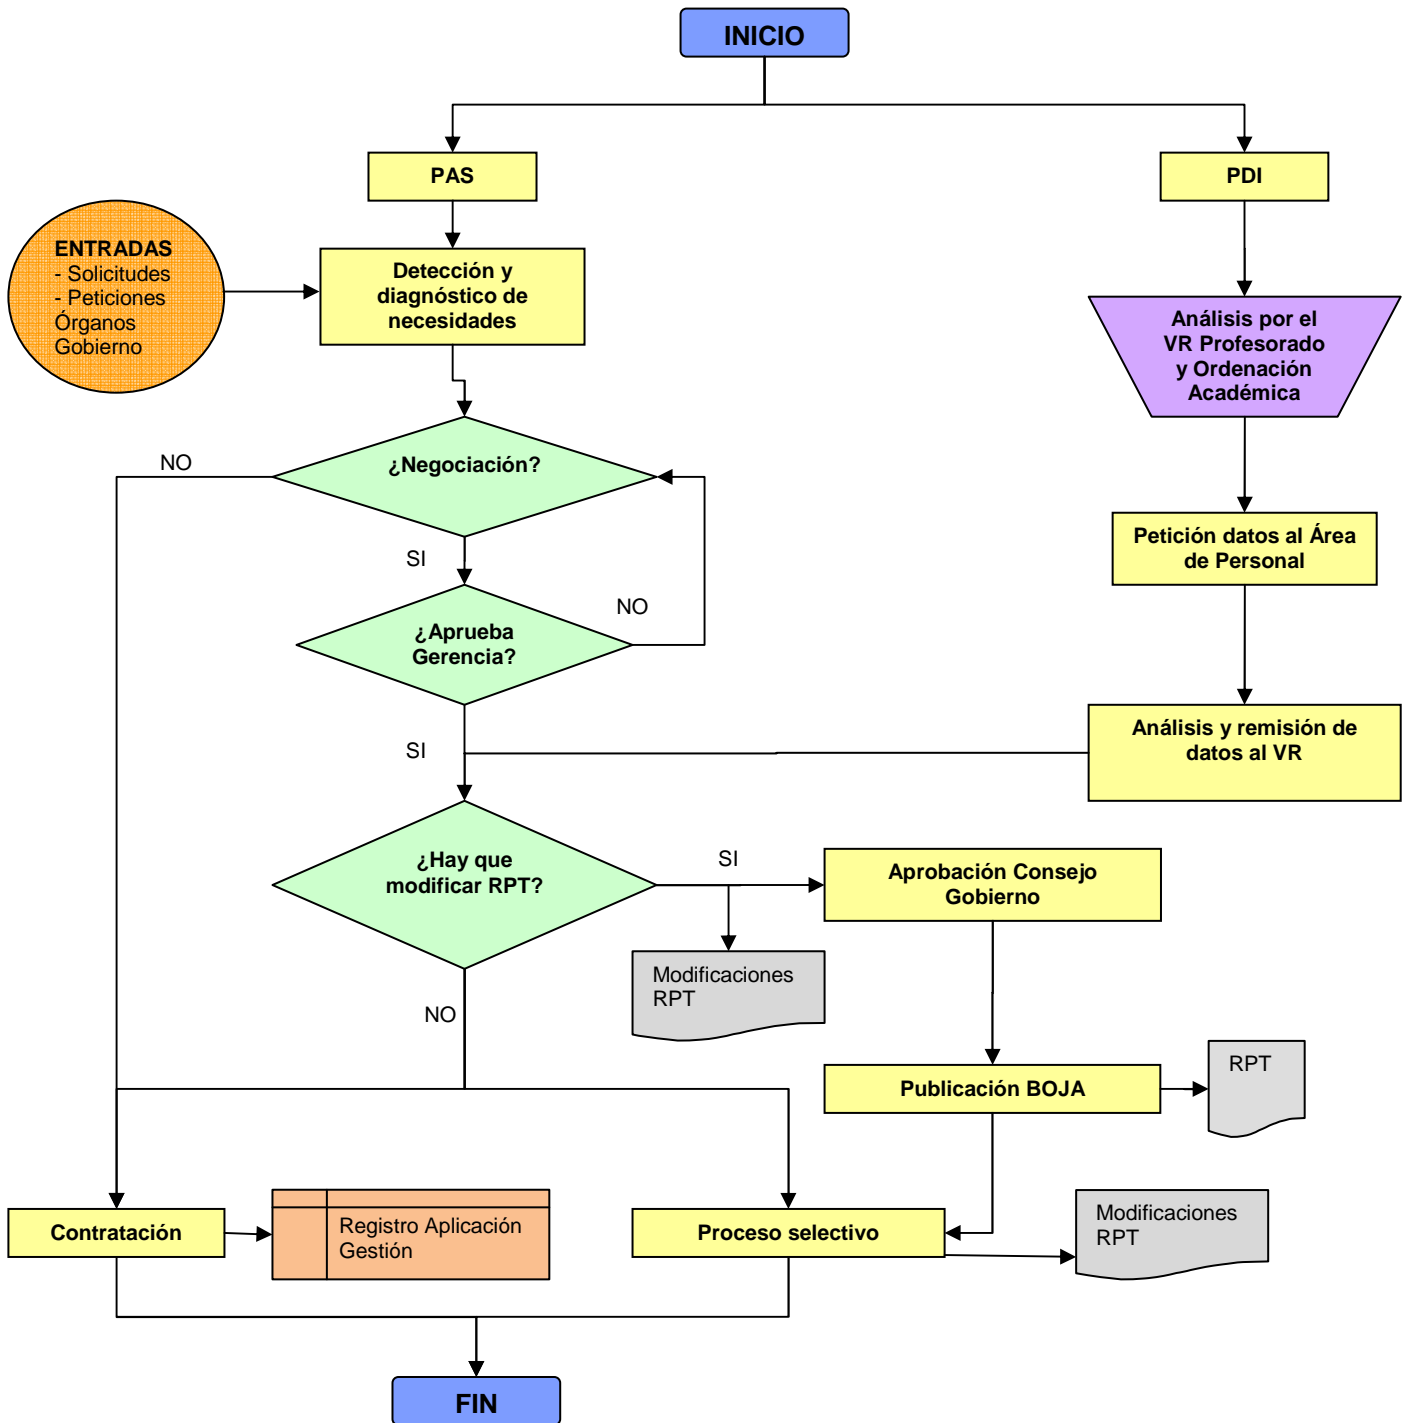 INICIO
PAS
PDI
ENTRADAS
- Solicitudes
- Peticiones
Órganos
Gobierno
Detección y
diagnóstico de
necesidades
Análisis por el
VR Profesorado
y Ordenación
Académica
NO
¿Negociación?
SI
Petición datos al Área
de Personal
NO
¿Aprueba
Gerencia?
SI
Análisis y remisión de
datos al VR
¿Hay que
modificar RPT?
SI
Aprobación Consejo
Gobierno
Modificaciones
RPT
NO
Publicación BOJA
RPT
Contratación
Registro Aplicación
Gestión
Proceso selectivo
Modificaciones
RPT
FIN